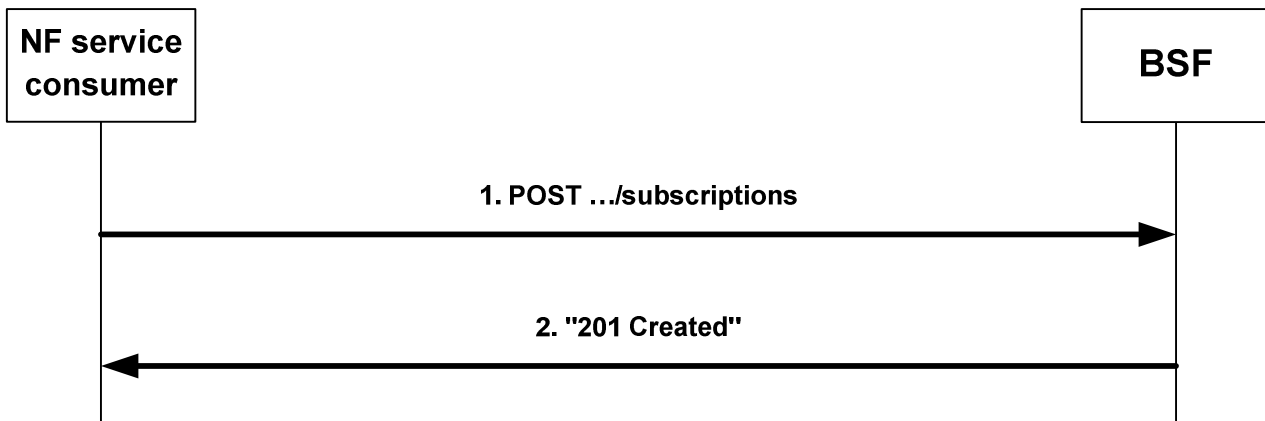 NF service
consumer
BSF
1. POST …/subscriptions
2. "201 Created"